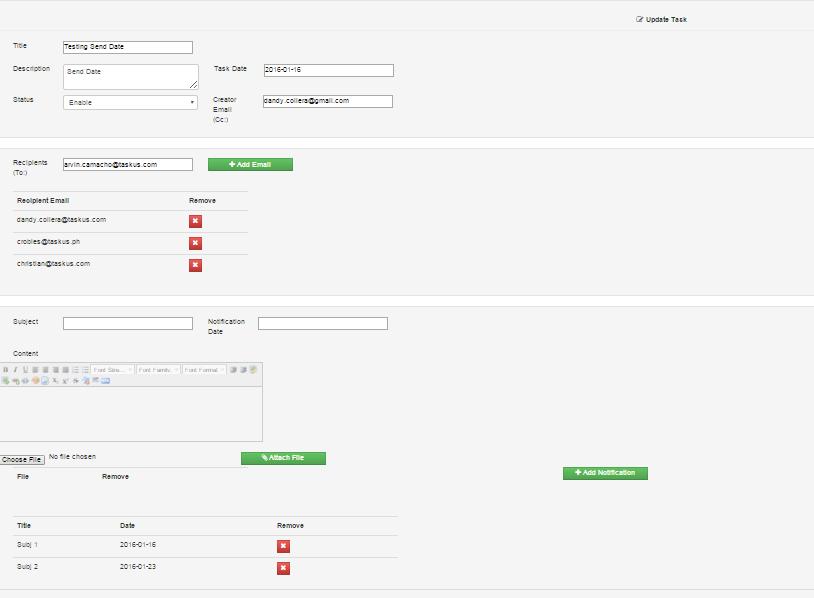 Update Task
Title Testing Send Date
Description Send Date Task Date 2016-01-16
Status Enable Creator Email (Cc:) dandy.collera@gmail.com
Recipients (To:) arvin.camacho@taskus.com Add Email
Recipient Email Remove
dandy.collera@taskus.com
crobles@taskus.ph
christian@taskus.com
Subject Notification Date
Content
B I U Font Size... Font Family. Font Format
Choose File No file chosen Attach File
File Remove
Add Notification
Title Date Remove
Subj 1 2016-01-16
Subj 2 2016-01-23